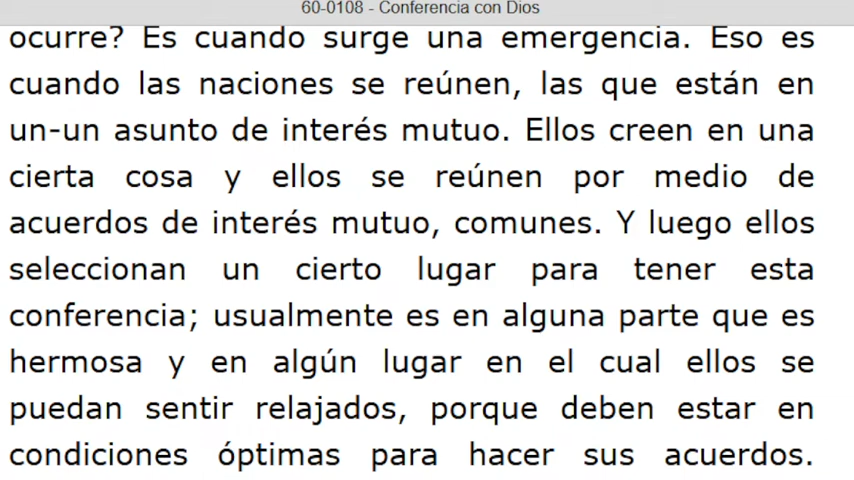 60-0108 - Conferencia con Dios
ocurre? Es cuando surge una emergencia. Eso es
cuando las naciones se reúnen, las que están en
un-un asunto de interés mutuo. Ellos creen en una
cierta cosa y ellos se reúnen por medio de
acuerdos de interés mutuo, comunes. Y luego ellos
seleccionan un cierto lugar para tener esta
conferencia; usualmente es en alguna parte que es
hermosa y en algún lugar en el cual ellos se
puedan sentir relajados, porque deben estar en
condiciones óptimas para hacer sus acuerdos.